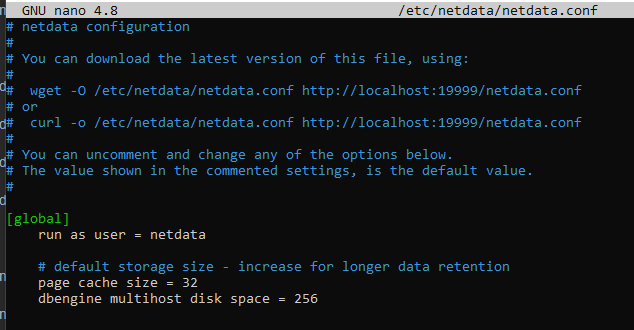 GNU nano 4.8 /etc/netdata/netdata.conf
# netdata configuration
#
# You can download the latest version of this file, using:
#
#  wget -O /etc/netdata/netdata.conf http://localhost:19999/netdata.conf
# or
#  curl -o /etc/netdata/netdata.conf http://localhost:19999/netdata.conf
#
# You can uncomment and change any of the options below.
# The value shown in the commented settings, is the default value.
#
[global]
    run as user = netdata
    # default storage size - increase for longer data retention
    page cache size = 32
    dbengine multihost disk space = 256